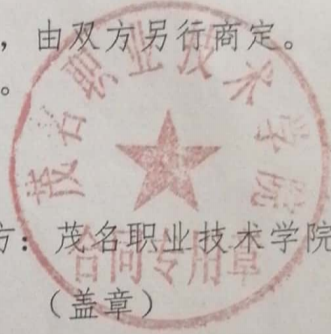 ，由双方另行商定。
。
茂名职业技术学院
合同专用章
方：茂名职业技术学院
（盖章）